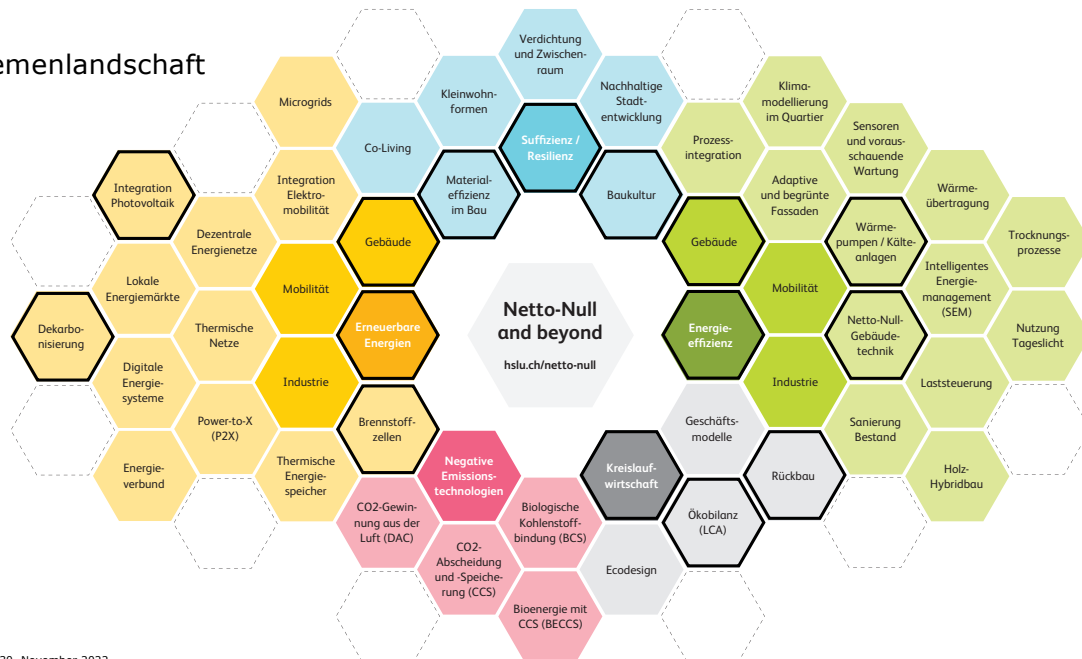 emenlandschaft
Verdichtung
und Zwischen-
raum
Kleinwohn-
formen
Nachhaltige
Stadt-
entwicklung
Klima-
modellierung
im Quartier
Microgrids
Co-Living
Suffizienz /
Resilienz
Prozess-
integration
Sensoren
und voraus-
schauende
Wartung
Integration
Photovoltaik
Integration
Elektro-
mobilität
Material-
effizienz
im Bau
Baukultur
Adaptive
und begrünte
Fassaden
Wärme-
übertragung
Dezentrale
Energienetze
Gebäude
Gebäude
Wärme-
pumpen / Kälte-
anlagen
Trocknungs-
prozesse
Lokale
Energiemärkte
Mobilität
Netto-Null
and beyond
hslu.ch/netto-null
Mobilität
Intelligentes
Energie-
management
(SEM)
Dekarbo-
nisierung
Thermische
Netze
Erneuerbare
Energien
Energie-
effizienz
Netto-Null-
Gebäude-
technik
Nutzung
Tageslicht
Digitale
Energie-
systeme
Industrie
Industrie
Laststeuerung
Power-to-X
(P2X)
Brennstoff-
zellen
Geschäfts-
modelle
Sanierung
Bestand
Energie-
verbund
Thermische
Energie-
speicher
Negative
Emissions-
technologien
Kreislauf-
wirtschaft
Rückbau
Holz-
Hybridbau
CO2-Gewin-
nung aus der
Luft (DAC)
Biologische
Kohlenstoff-
bindung (BCS)
Ökobilanz
(LCA)
CO2-
Abscheidung
und -Speiche-
rung (CCS)
Ecodesign
Bioenergie mit
CCS (BECCS)